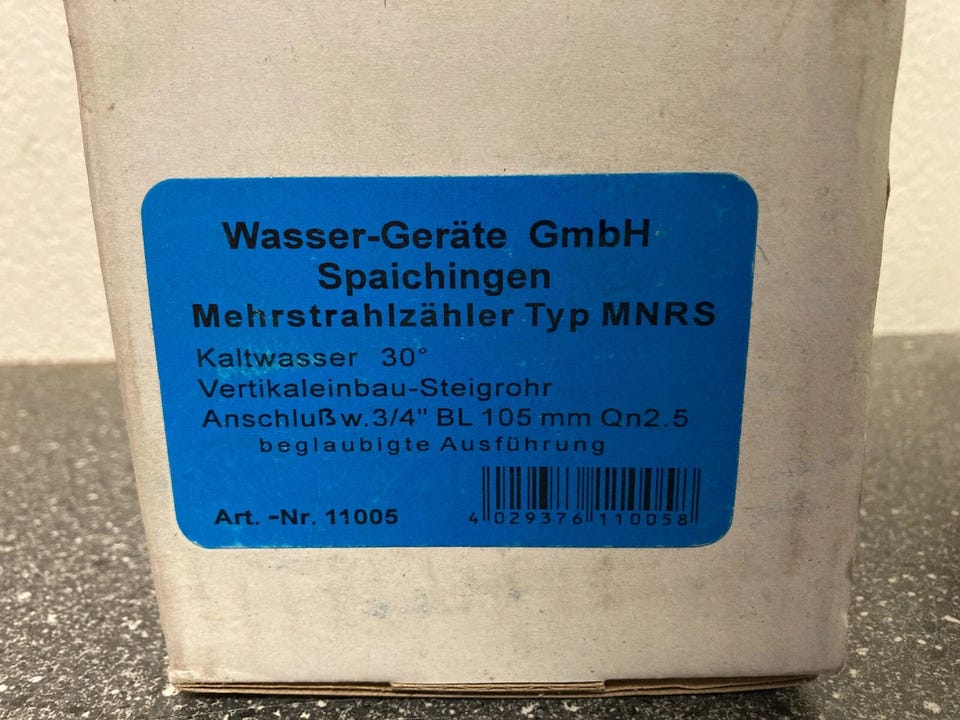 Wasser-Geräte GmbH
Spaichingen
Mehrstrahlzähler Typ MNRS
Kaltwasser 30°
Vertikaleinbau-Steigrohr
Anschluß w. 3/4" BL 105 mm Qn2.5
beglaubigte Ausführung
Art. -Nr. 11005
4 029376 110058